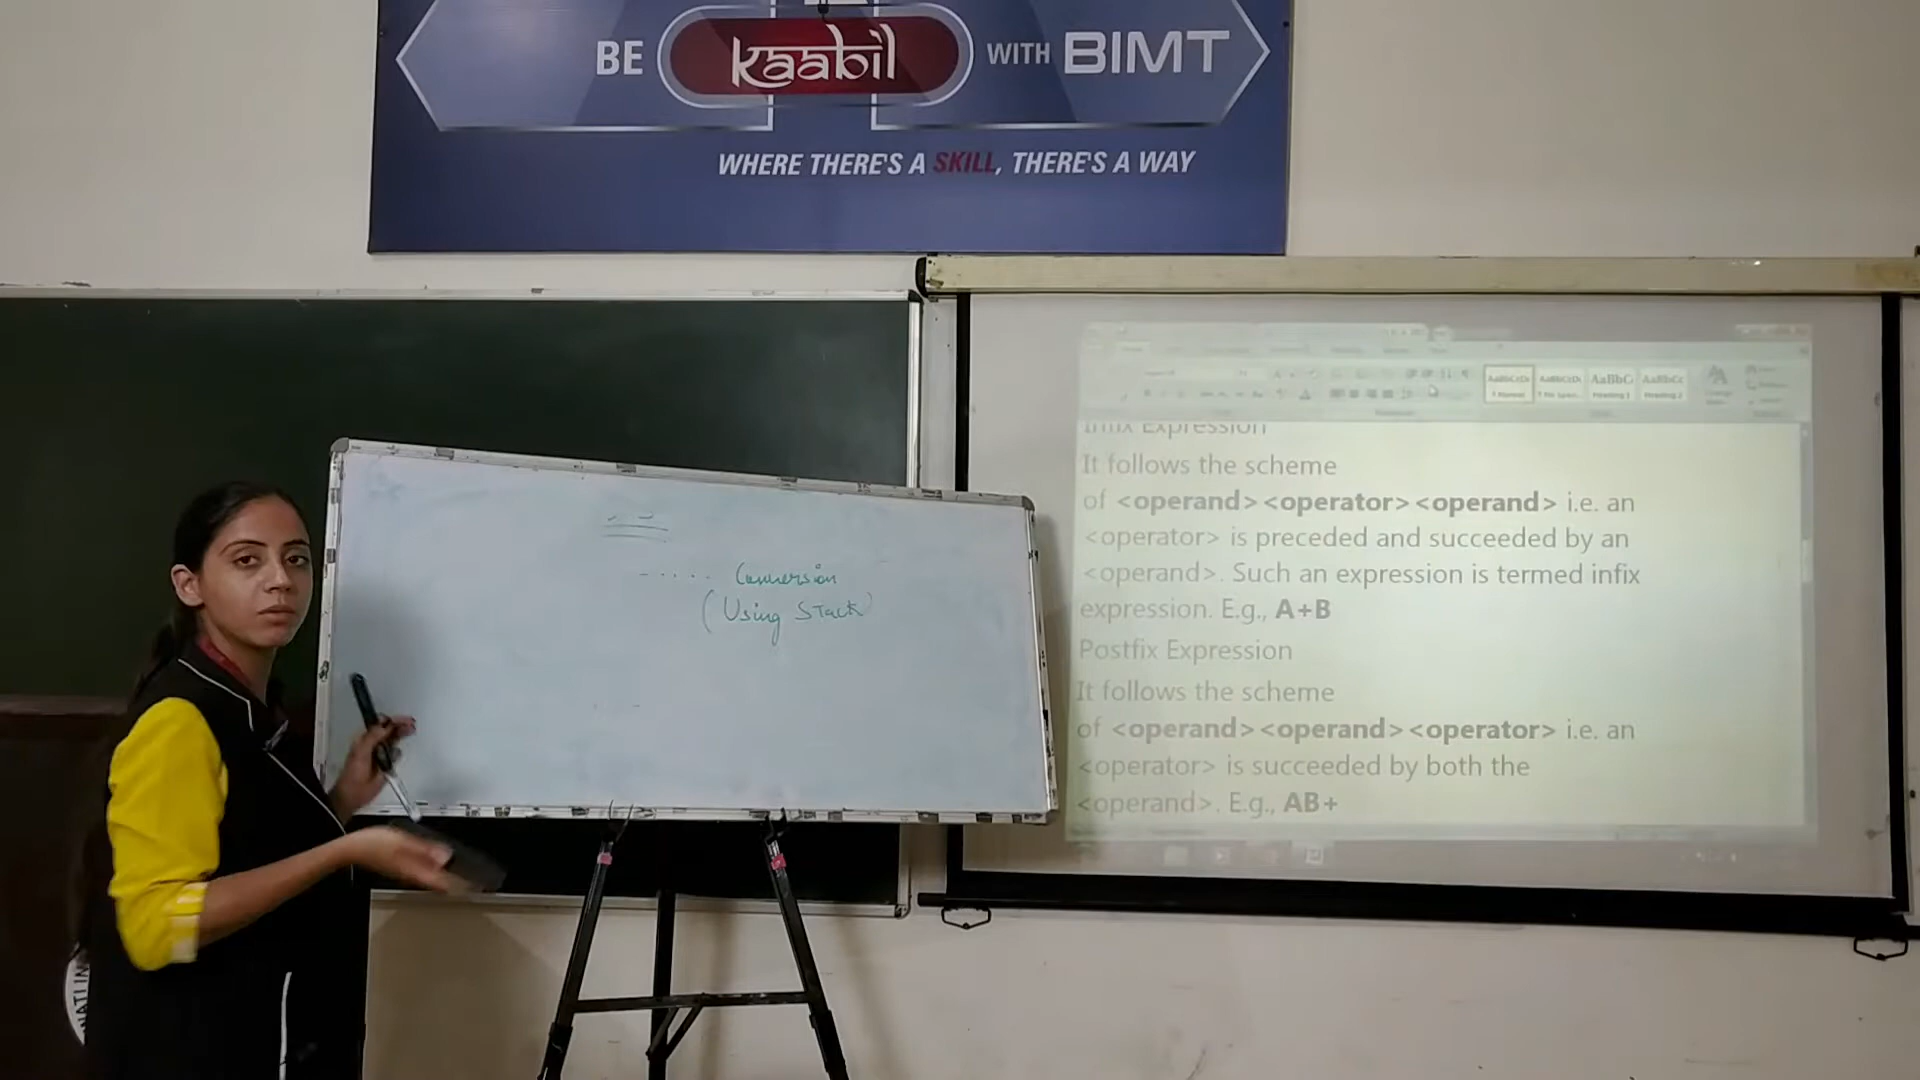 BE kaabil WITH BIMT
WHERE THERE'S A SKILL, THERE'S A WAY
Conversion
(Using Stack)
Infix Expression
It follows the scheme
of <operand><operator><operand> i.e. an
<operator> is preceded and succeeded by an
<operand>. Such an expression is termed infix
expression. E.g., A+B
Postfix Expression
It follows the scheme
of <operand><operand><operator> i.e. an
<operator> is succeeded by both the
<operand>. E.g., AB+